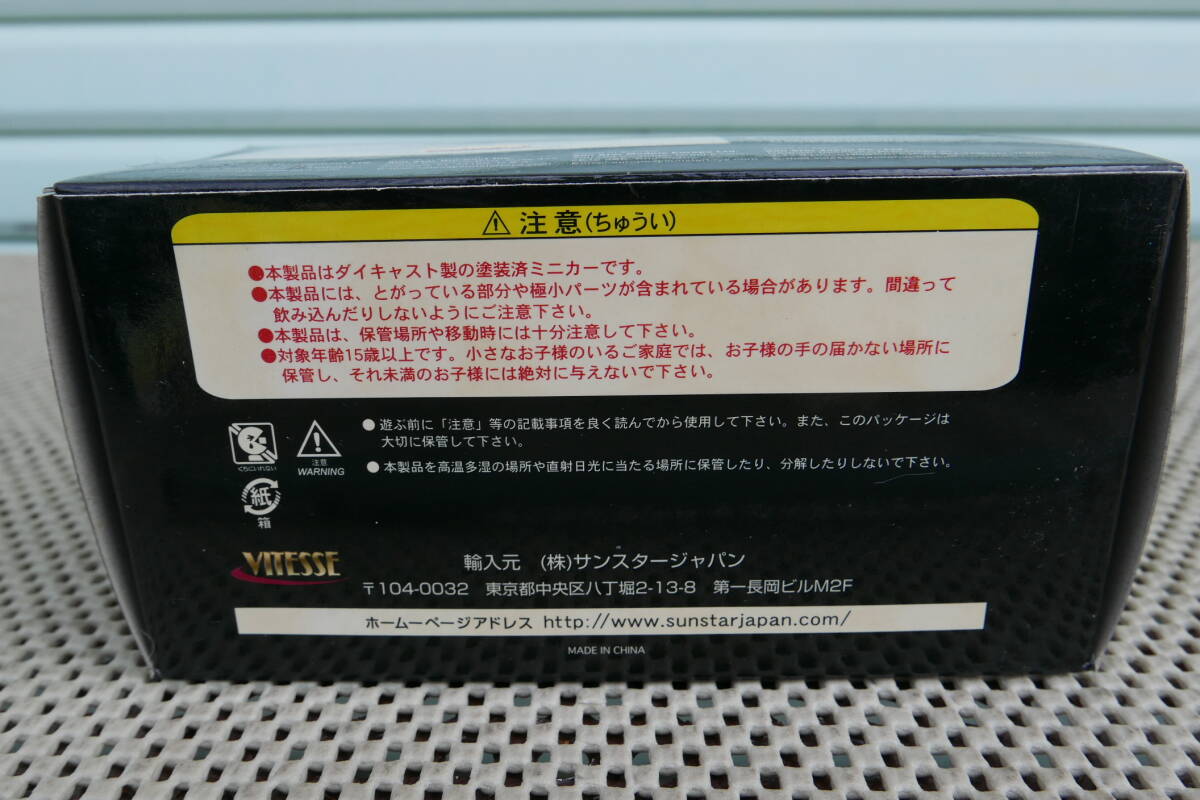 ⚠ 注意(ちゅうい)
●本製品はダイキャスト製の塗装済ミニカーです。
●本製品には、とがっている部分や極小パーツが含まれている場合があります。間違って
飲み込んだりしないようにご注意下さい。
●本製品は、保管場所や移動時には十分注意して下さい。
●対象年齢15歳以上です。小さなお子様のいるご家庭では、お子様の手の届かない場所に
保管し、それ未満のお子様には絶対に与えないで下さい。
●遊ぶ前に「注意」等の記載事項を良く読んでから使用して下さい。また、このパッケージは
大切に保管して下さい。
●本製品を高温多湿の場所や直射日光に当たる場所に保管したり、分解したりしないで下さい。
くちにいれない
注意
WARNING
紙
箱
VITESSE
輸入元 (株)サンスタージャパン
〒104-0032 東京都中央区八丁堀2-13-8 第一長岡ビルM2F
ホームーページアドレス http://www.sunstarjapan.com/
MADE IN CHINA